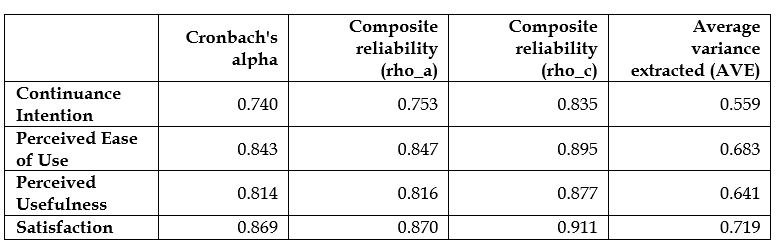 Cronbach's alpha | Composite reliability (rho_a) | Composite reliability (rho_c) | Average variance extracted (AVE)
Continuance Intention | 0.740 | 0.753 | 0.835 | 0.559
Perceived Ease of Use | 0.843 | 0.847 | 0.895 | 0.683
Perceived Usefulness | 0.814 | 0.816 | 0.877 | 0.641
Satisfaction | 0.869 | 0.870 | 0.911 | 0.719